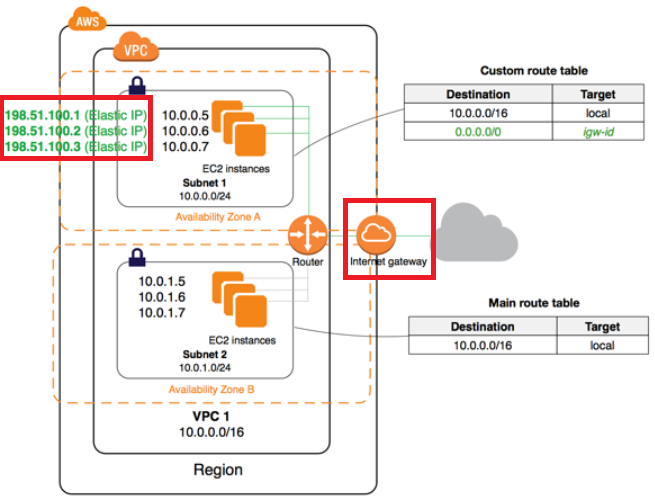 AWS
VPC
198.51.100.1 (Elastic IP)
198.51.100.2 (Elastic IP)
198.51.100.3 (Elastic IP)
10.0.0.5
10.0.0.6
10.0.0.7
EC2 instances
Subnet 1
10.0.0.0/24
Availability Zone A
Custom route table
Destination Target
10.0.0.0/16 local
0.0.0.0/0 igw-id
Router
Internet gateway
10.0.1.5
10.0.1.6
10.0.1.7
EC2 instances
Subnet 2
10.0.1.0/24
Availability Zone B
Main route table
Destination Target
10.0.0.0/16 local
VPC 1
10.0.0.0/16
Region